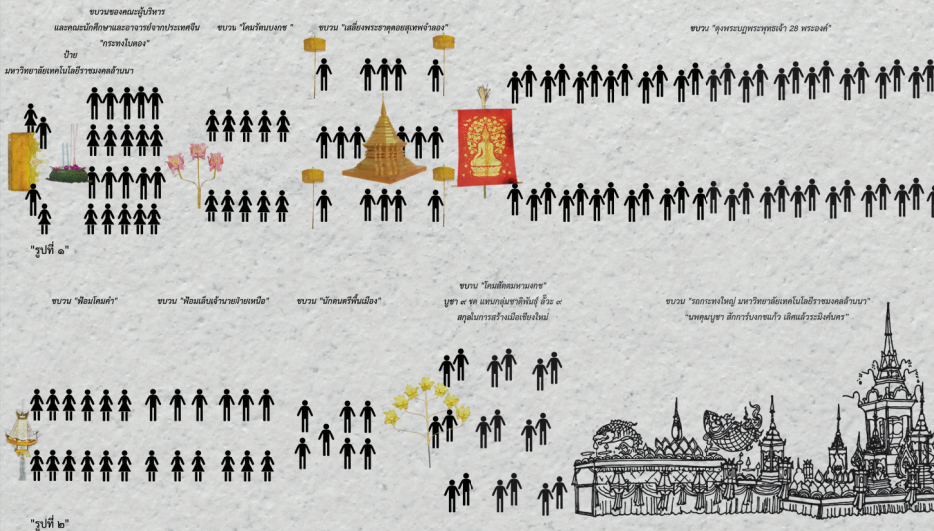 ขบวนของคณะผู้บริหาร
และคณะนักศึกษาและอาจารย์จากประเทศจีน
"กระทงใบตอง"
ป้าย
มหาวิทยาลัยเทคโนโลยีราชมงคลล้านนา
ขบวน "โคมรัตนบงกช "
ขบวน "เสลี่ยงพระธาตุดอยสุเทพจำลอง"
ขบวน "ตุงพระบฏพระพุทธเจ้า 28 พระองค์"
"รูปที่ ๑"
ขบวน "ฟ้อมโคมคำ"
ขบวน "ฟ้อมเล็บเจ้านายฝ่ายเหนือ"
ขบวน "นักดนตรีพื้นเมือง"
ขบาน "โคมสักสมหามงกช"
บูชา ๙ ชุด แทนกลุ่มชาติพันธุ์ อั๊วะ ๙
สกุลในการสร้างเมือเชียงใหม่
ขบวน "รถกระทงใหญ่ มหาวิทยาลัยเทคโนโลยีราชมงคลล้านนา"
"นพคุณบูชา สักการ์บงกชแก้ว เลิศแล้วระมิงค์นคร"
"รูปที่ ๒"